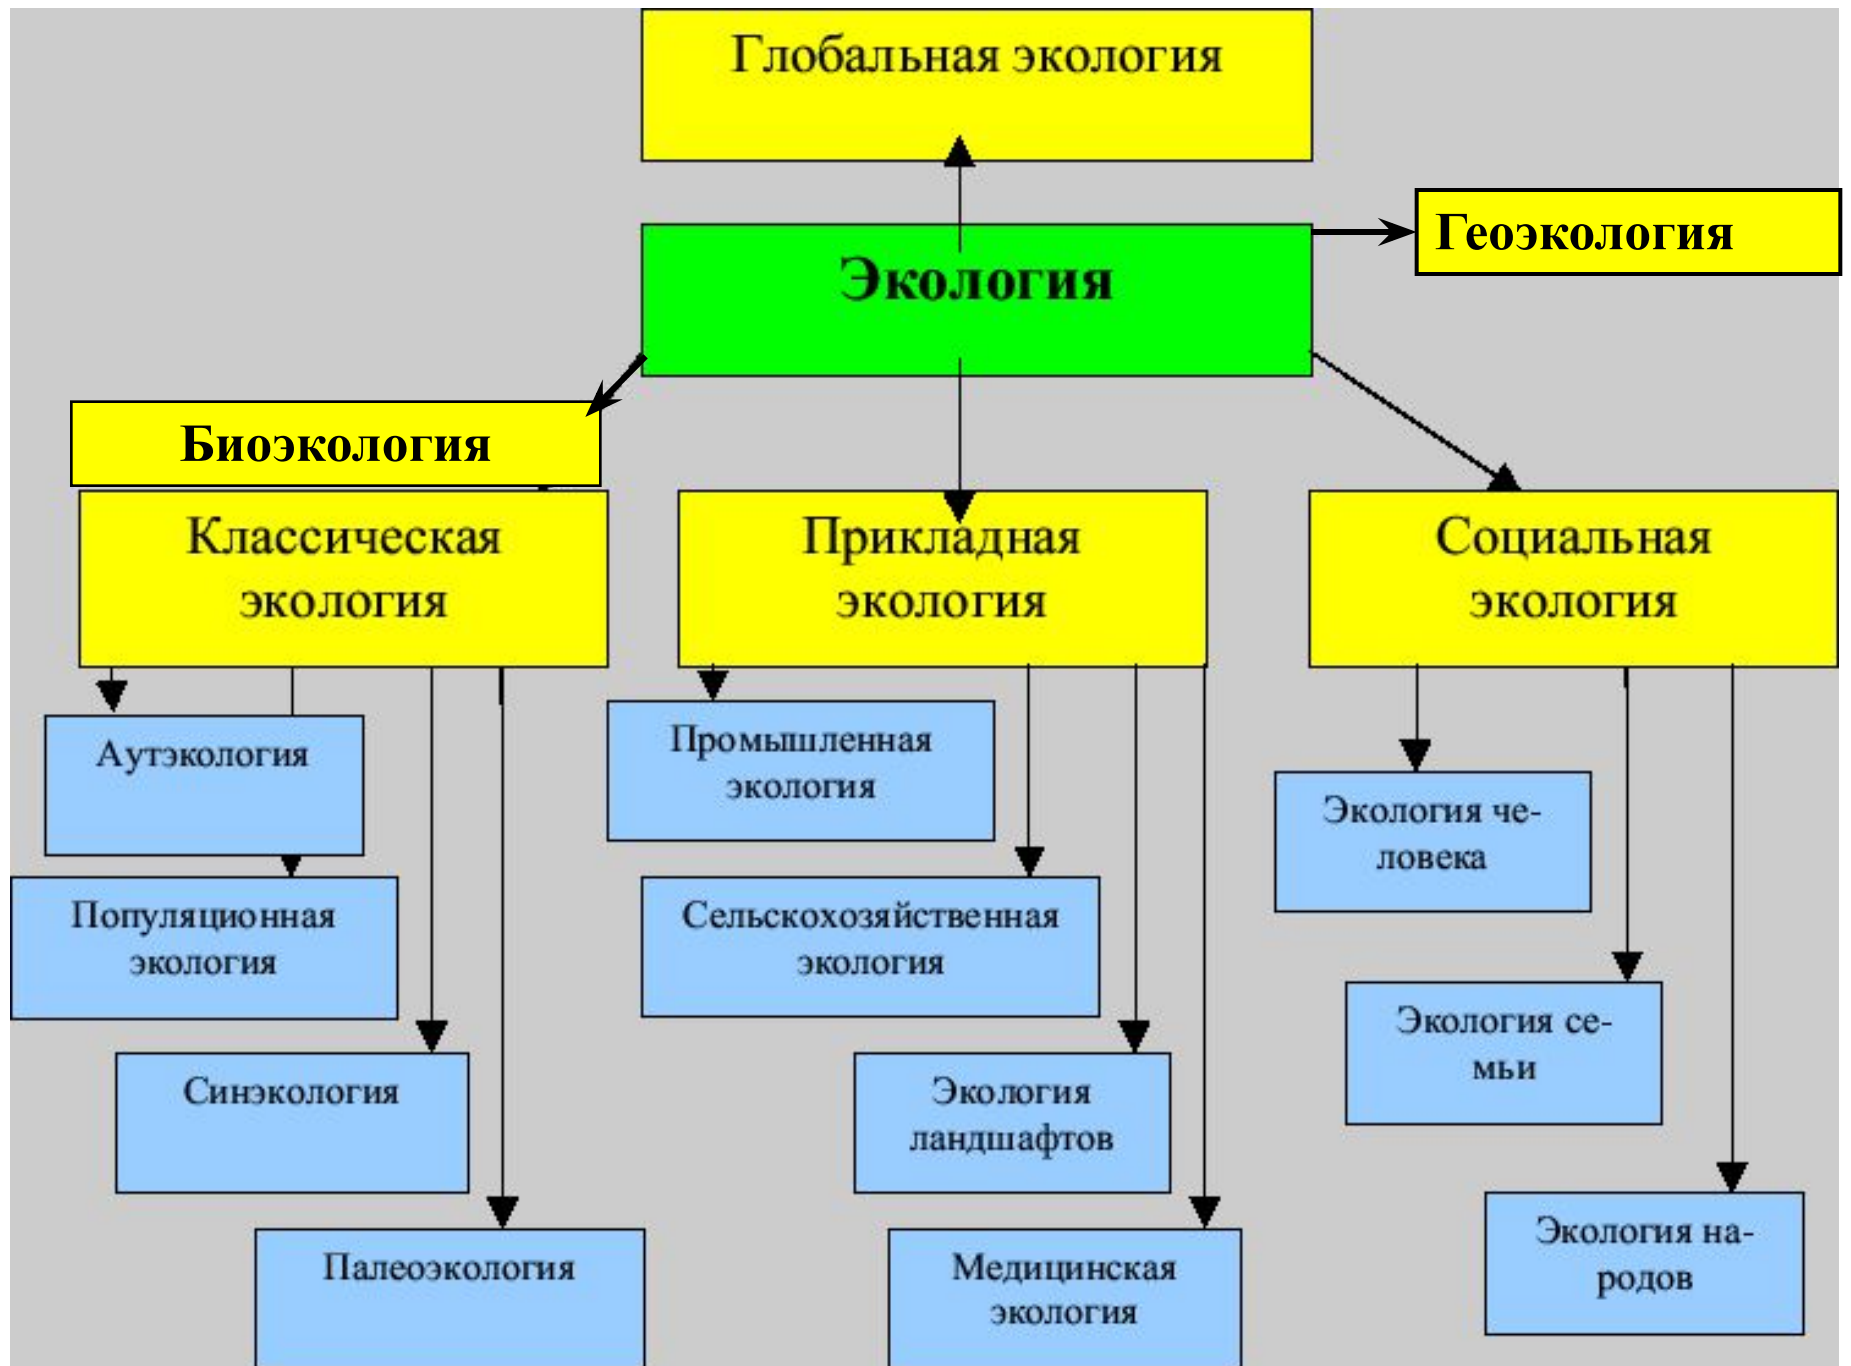 Глобальная экология
Геоэкология
Экология
Биоэкология
Классическая
экология
Прикладная
экология
Социальная
экология
Аутэкология
Популяционная
экология
Синэкология
Палеоэкология
Промышленная
экология
Сельскохозяйственная
экология
Экология
ландшафтов
Медицинская
экология
Экология че-
ловека
Экология се-
мьи
Экология на-
родов